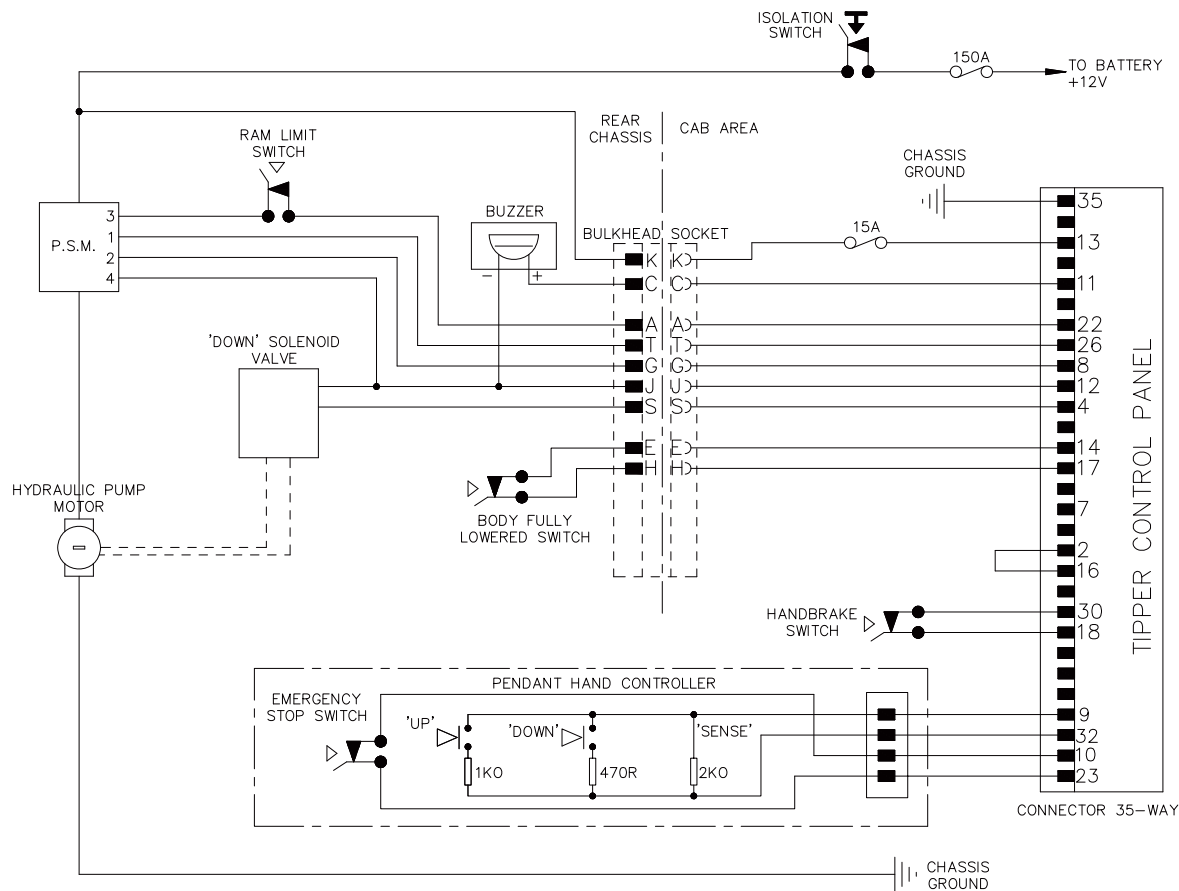 ISOLATION
SWITCH
150A
TO BATTERY
+12V
REAR
CHASSIS
CAB AREA
RAM LIMIT
SWITCH
CHASSIS
GROUND
35
P.S.M.
3
1
2
4
BUZZER
−
+
BULKHEAD SOCKET
15A
13
K K
C C
11
A A
22
T T
26
G G
8
J J
12
S S
4
E E
14
H H
17
'DOWN' SOLENOID
VALVE
BODY FULLY
LOWERED SWITCH
HYDRAULIC PUMP
MOTOR
7
2
16
HANDBRAKE
SWITCH
30
18
TIPPER CONTROL PANEL
PENDANT HAND CONTROLLER
EMERGENCY
STOP SWITCH
'UP'
'DOWN'
'SENSE'
1K0
470R
2K0
9
32
10
23
CONNECTOR 35-WAY
CHASSIS
GROUND